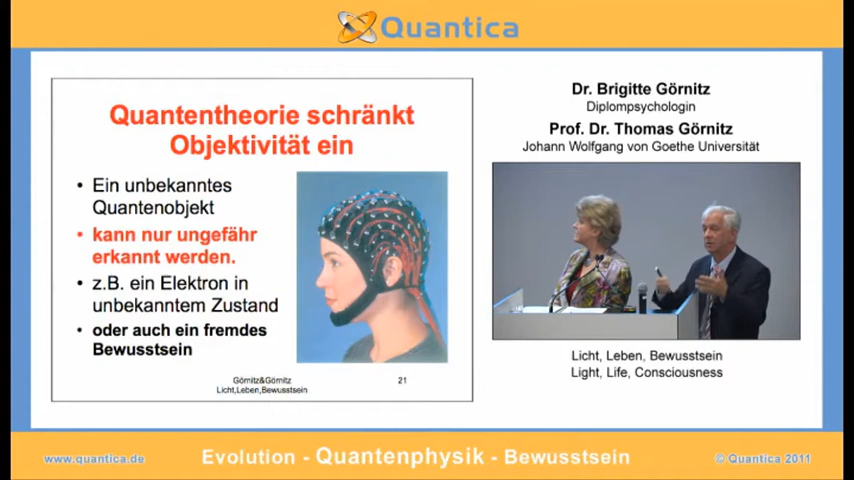 Quantica
Quantentheorie schränkt
Objektivität ein
• Ein unbekanntes
Quantenobjekt
• kann nur ungefähr
erkannt werden.
• z.B. ein Elektron in
unbekanntem Zustand
• oder auch ein fremdes
Bewusstsein
Görnitz&Görnitz
Licht,Leben,Bewusstsein
21
Dr. Brigitte Görnitz
Diplompsychologin
Prof. Dr. Thomas Görnitz
Johann Wolfgang von Goethe Universität
Licht, Leben, Bewusstsein
Light, Life, Consciousness
www.quantica.de
Evolution - Quantenphysik - Bewusstsein
© Quantica 2011